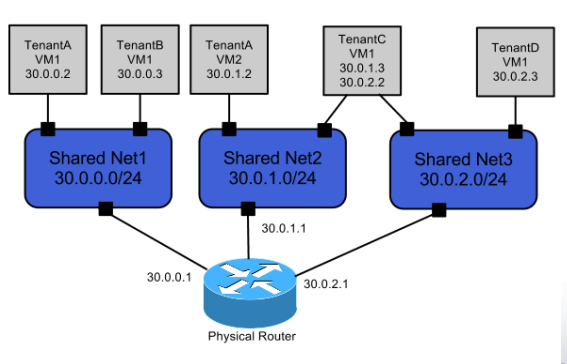 TenantA
VM1
30.0.0.2
TenantB
VM1
30.0.0.3
TenantA
VM2
30.0.1.2
TenantC
VM1
30.0.1.3
30.0.2.2
TenantD
VM1
30.0.2.3
Shared Net1
30.0.0.0/24
Shared Net2
30.0.1.0/24
Shared Net3
30.0.2.0/24
30.0.1.1
30.0.0.1
30.0.2.1
Physical Router